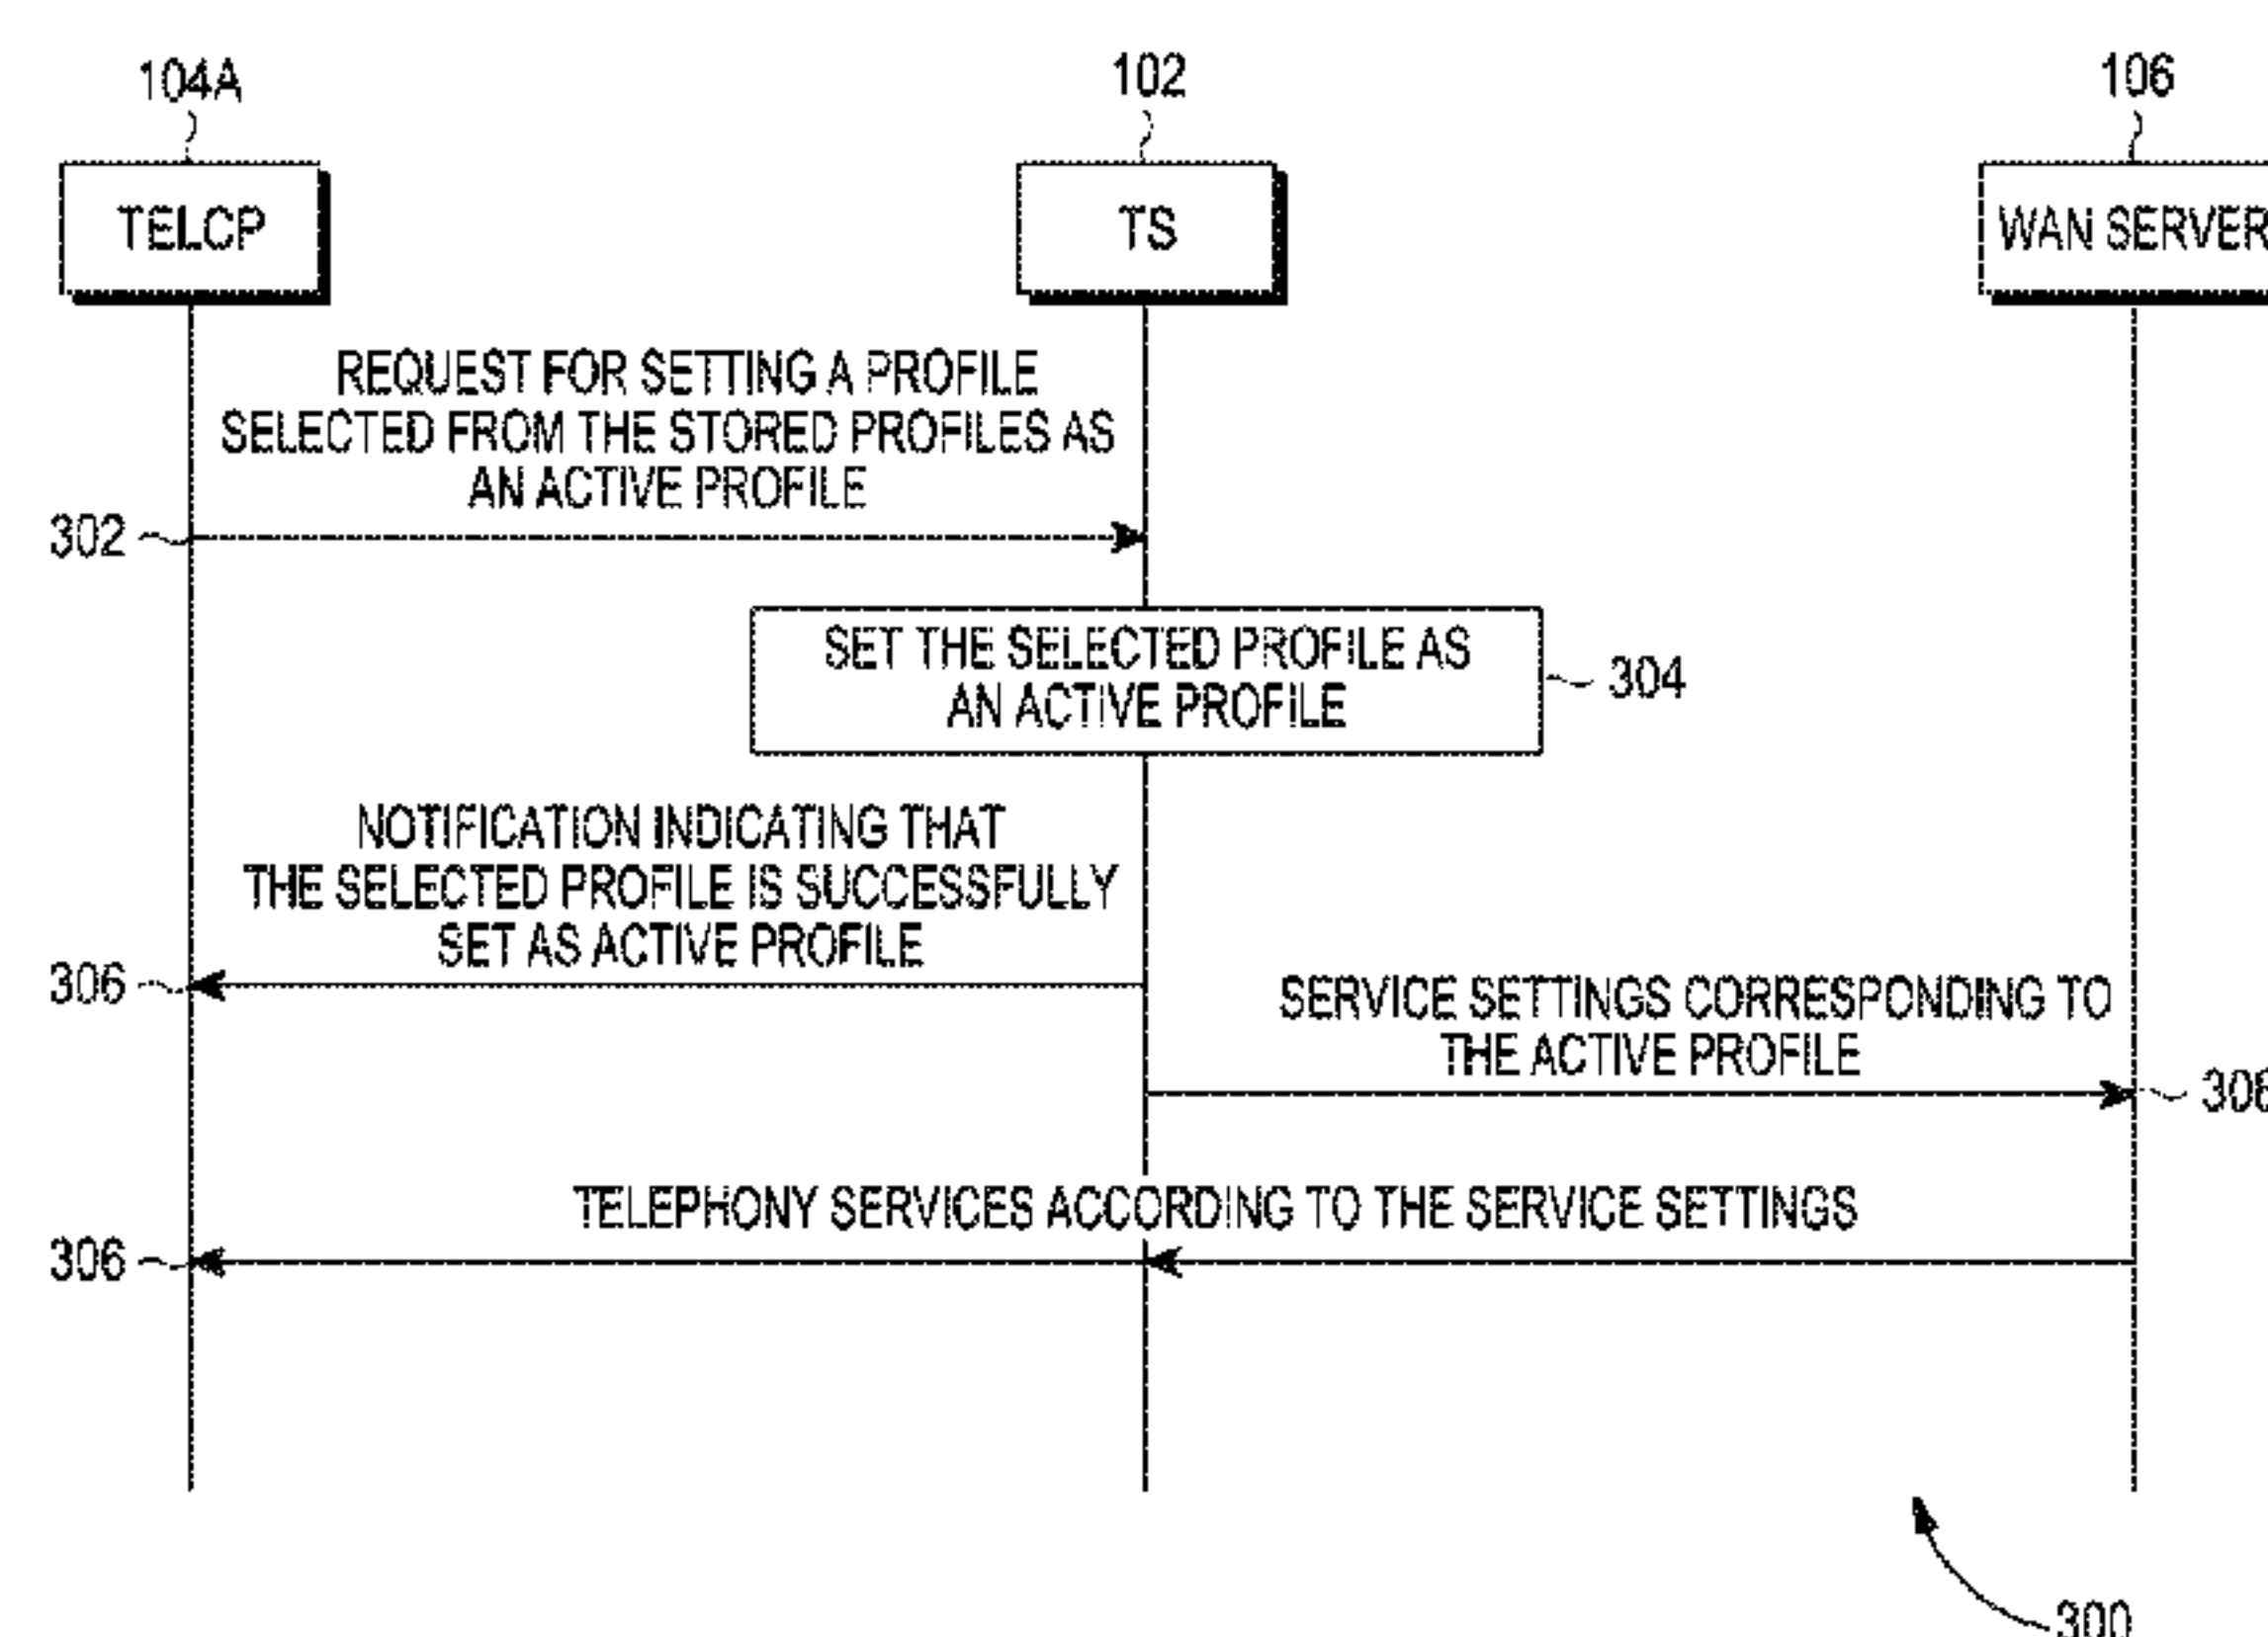 104A
102
106
TELCP
TS
WAN SERVER
REQUEST FOR SETTING A PROFILE
SELECTED FROM THE STORED PROFILES AS
AN ACTIVE PROFILE
302
SET THE SELECTED PROFILE AS
AN ACTIVE PROFILE
304
NOTIFICATION INDICATING THAT
THE SELECTED PROFILE IS SUCCESSFULLY
SET AS ACTIVE PROFILE
306
SERVICE SETTINGS CORRESPONDING TO
THE ACTIVE PROFILE
TELEPHONY SERVICES ACCORDING TO THE SERVICE SETTINGS
306
300